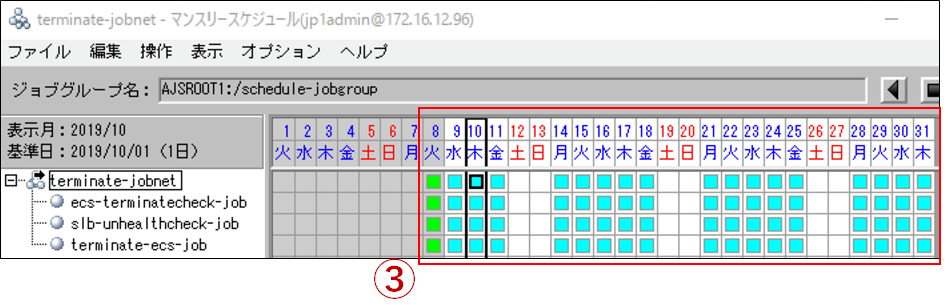 terminate-jobnet - マンスリースケジュール(jp1admin@172.16.12.96)
ファイル 編集 操作 表示 オプション ヘルプ
ジョブグループ名： AJSROOT1:/schedule-jobgroup
表示月：2019/10
基準日：2019/10/01 (1日)
1 2 3 4 5 6 7 8 9 10 11 12 13 14 15 16 17 18 19 20 21 22 23 24 25 26 27 28 29 30 31
火 水 木 金 土 日 月 火 水 木 金 土 日 月 火 水 木 金 土 日 月 火 水 木 金 土 日 月 火 水 木
terminate-jobnet
ecs-terminatecheck-job
slb-unhealthcheck-job
terminate-ecs-job
③